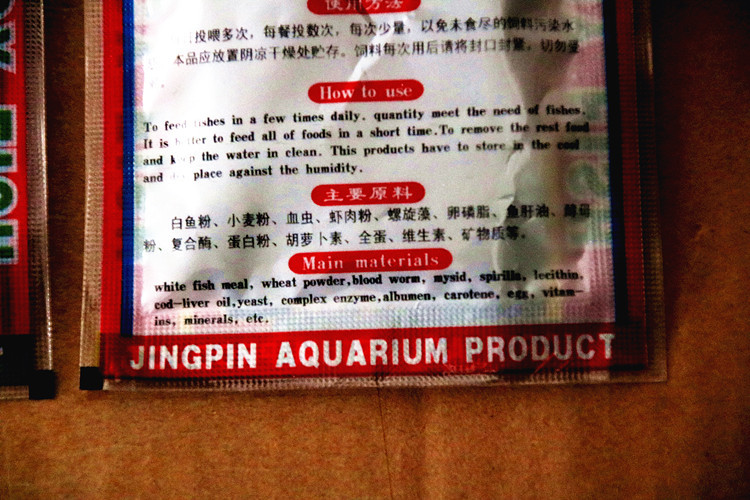 使用方法
投喂多次，每餐投数次，每次少量，以免未食尽的饲料污染水
本品应放置阴凉干燥处贮存。饲料每次用后请将封口封紧，切勿受
How to use
To feed fishes in a few times daily. quantity meet the need of fishes.
It is better to feed all of foods in a short time.To remove the rest food
and keep the water in clean. This products have to store in the cool
and place against the humidity.
主要原料
白鱼粉、小麦粉、血虫、虾肉粉、螺旋藻、卵磷脂、鱼肝油、酵母
粉、复合酶、蛋白粉、胡萝卜素、全蛋、维生素、矿物质等。
Main materials
white fish meal, wheat powder,blood worm, mysid, spirilla, lecithin,
cod-liver oil,yeast, complex enzyme,albumen, carotene, egg, vitam-
ins, minerals, etc.
JINGPIN AQUARIUM PRODUCT